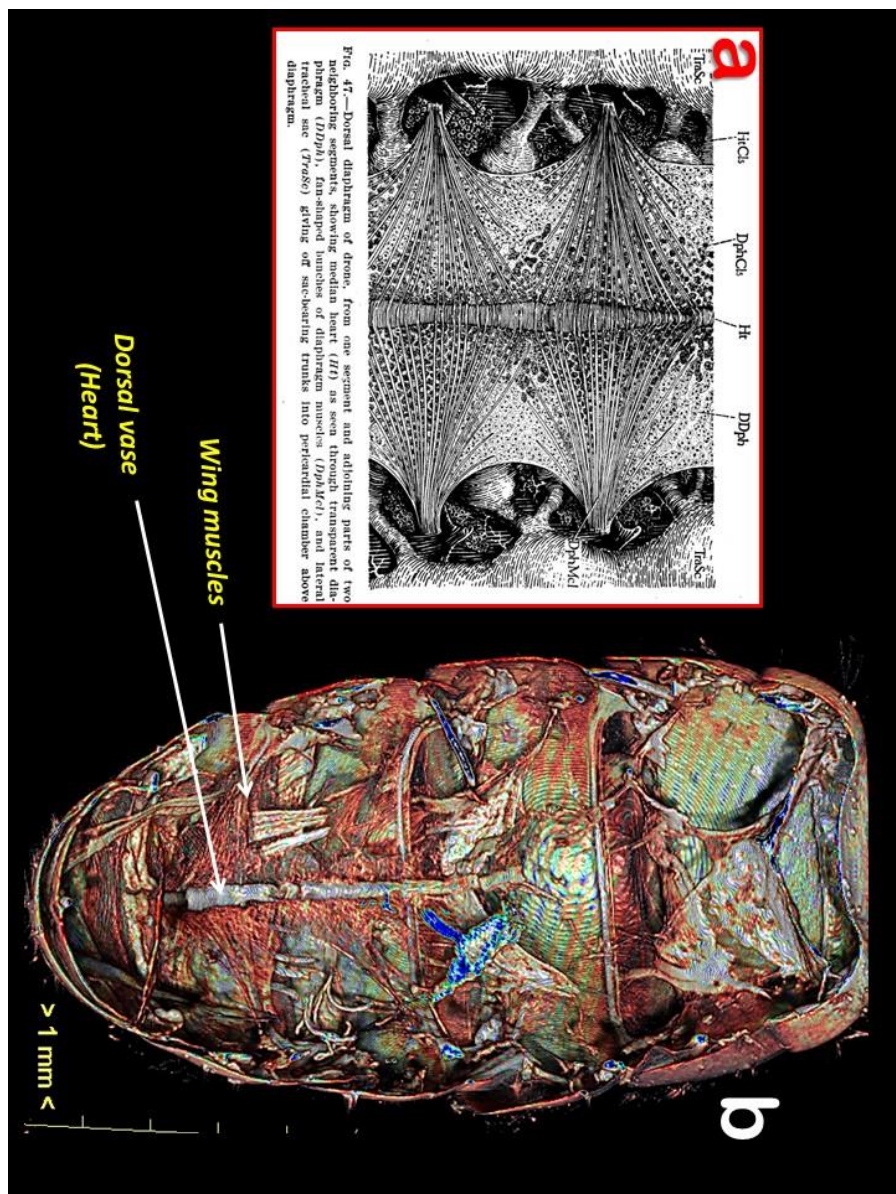 a
TraSc
HtCls
DphCls
Ht
DDph
TraSc
DphMcl
FIG. 47.—Dorsal diaphragm of drone, from one segment and adjoining parts of two
neighboring segments, showing median heart (Ht) as seen through transparent dia-
phragm (DDph), fan-shaped bunches of diaphragm muscles (DphMcl), and lateral
tracheal sac (TraSc) giving off sac-bearing trunks into pericardial chamber above
diaphragm.
b
Wing muscles
Dorsal vase
(Heart)
> 1 mm <